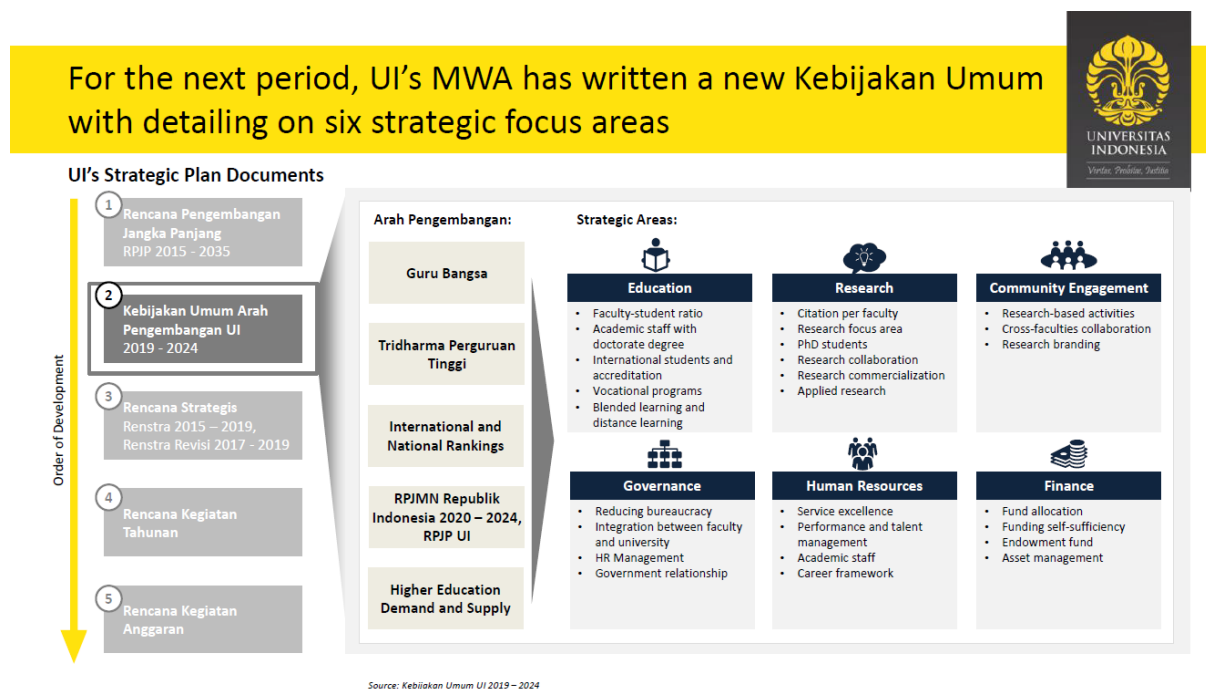 For the next period, UI's MWA has written a new Kebijakan Umum
with detailing on six strategic focus areas
UNIVERSITAS
INDONESIA
Veritas, Probitas, Justitia
UI's Strategic Plan Documents
Order of Development
1
Rencana Pengembangan
Jangka Panjang
RPJP 2015 - 2035
2
Kebijakan Umum Arah
Pengembangan UI
2019 - 2024
3
Rencana Strategis
Renstra 2015 – 2019,
Renstra Revisi 2017 - 2019
4
Rencana Kegiatan
Tahunan
5
Rencana Kegiatan
Anggaran
Arah Pengembangan:
Guru Bangsa
Tridharma Perguruan
Tinggi
International and
National Rankings
RPJMN Republik
Indonesia 2020 – 2024,
RPJP UI
Higher Education
Demand and Supply
Strategic Areas:
Education
• Faculty-student ratio
• Academic staff with
doctorate degree
• International students and
accreditation
• Vocational programs
• Blended learning and
distance learning
Research
• Citation per faculty
• Research focus area
• PhD students
• Research collaboration
• Research commercialization
• Applied research
Community Engagement
• Research-based activities
• Cross-faculties collaboration
• Research branding
Governance
• Reducing bureaucracy
• Integration between faculty
and university
• HR Management
• Government relationship
Human Resources
• Service excellence
• Performance and talent
management
• Academic staff
• Career framework
Finance
• Fund allocation
• Funding self-sufficiency
• Endowment fund
• Asset management
Source: Kebijakan Umum UI 2019 – 2024